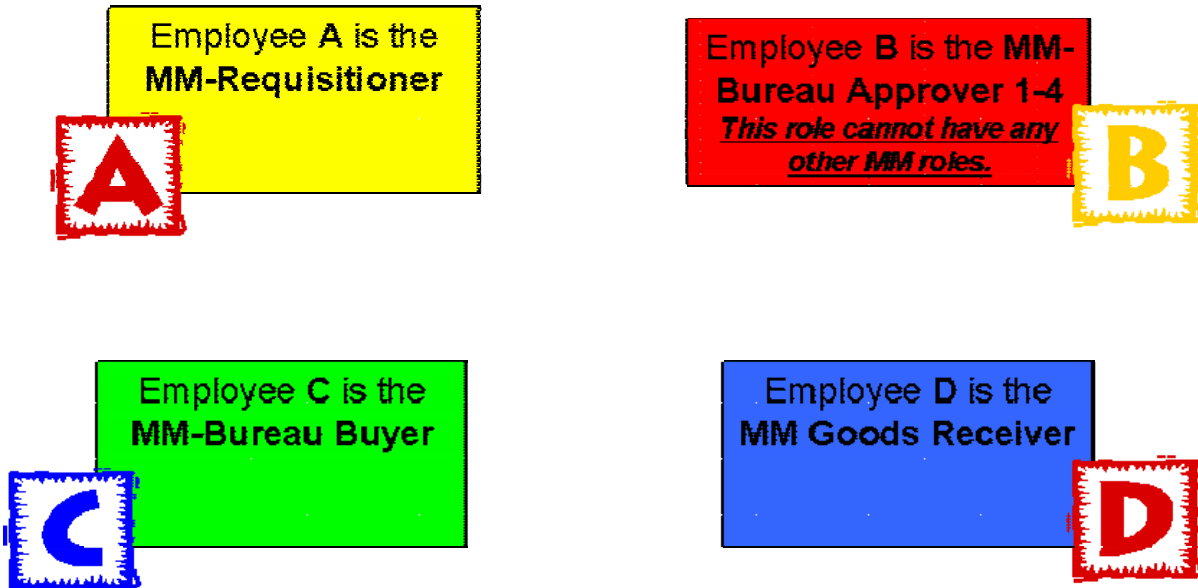 Employee A is the
MM-Requisitioner
A
Employee B is the MM-
Bureau Approver 1-4
This role cannot have any
other MM roles.
B
Employee C is the
MM-Bureau Buyer
C
Employee D is the
MM Goods Receiver
D